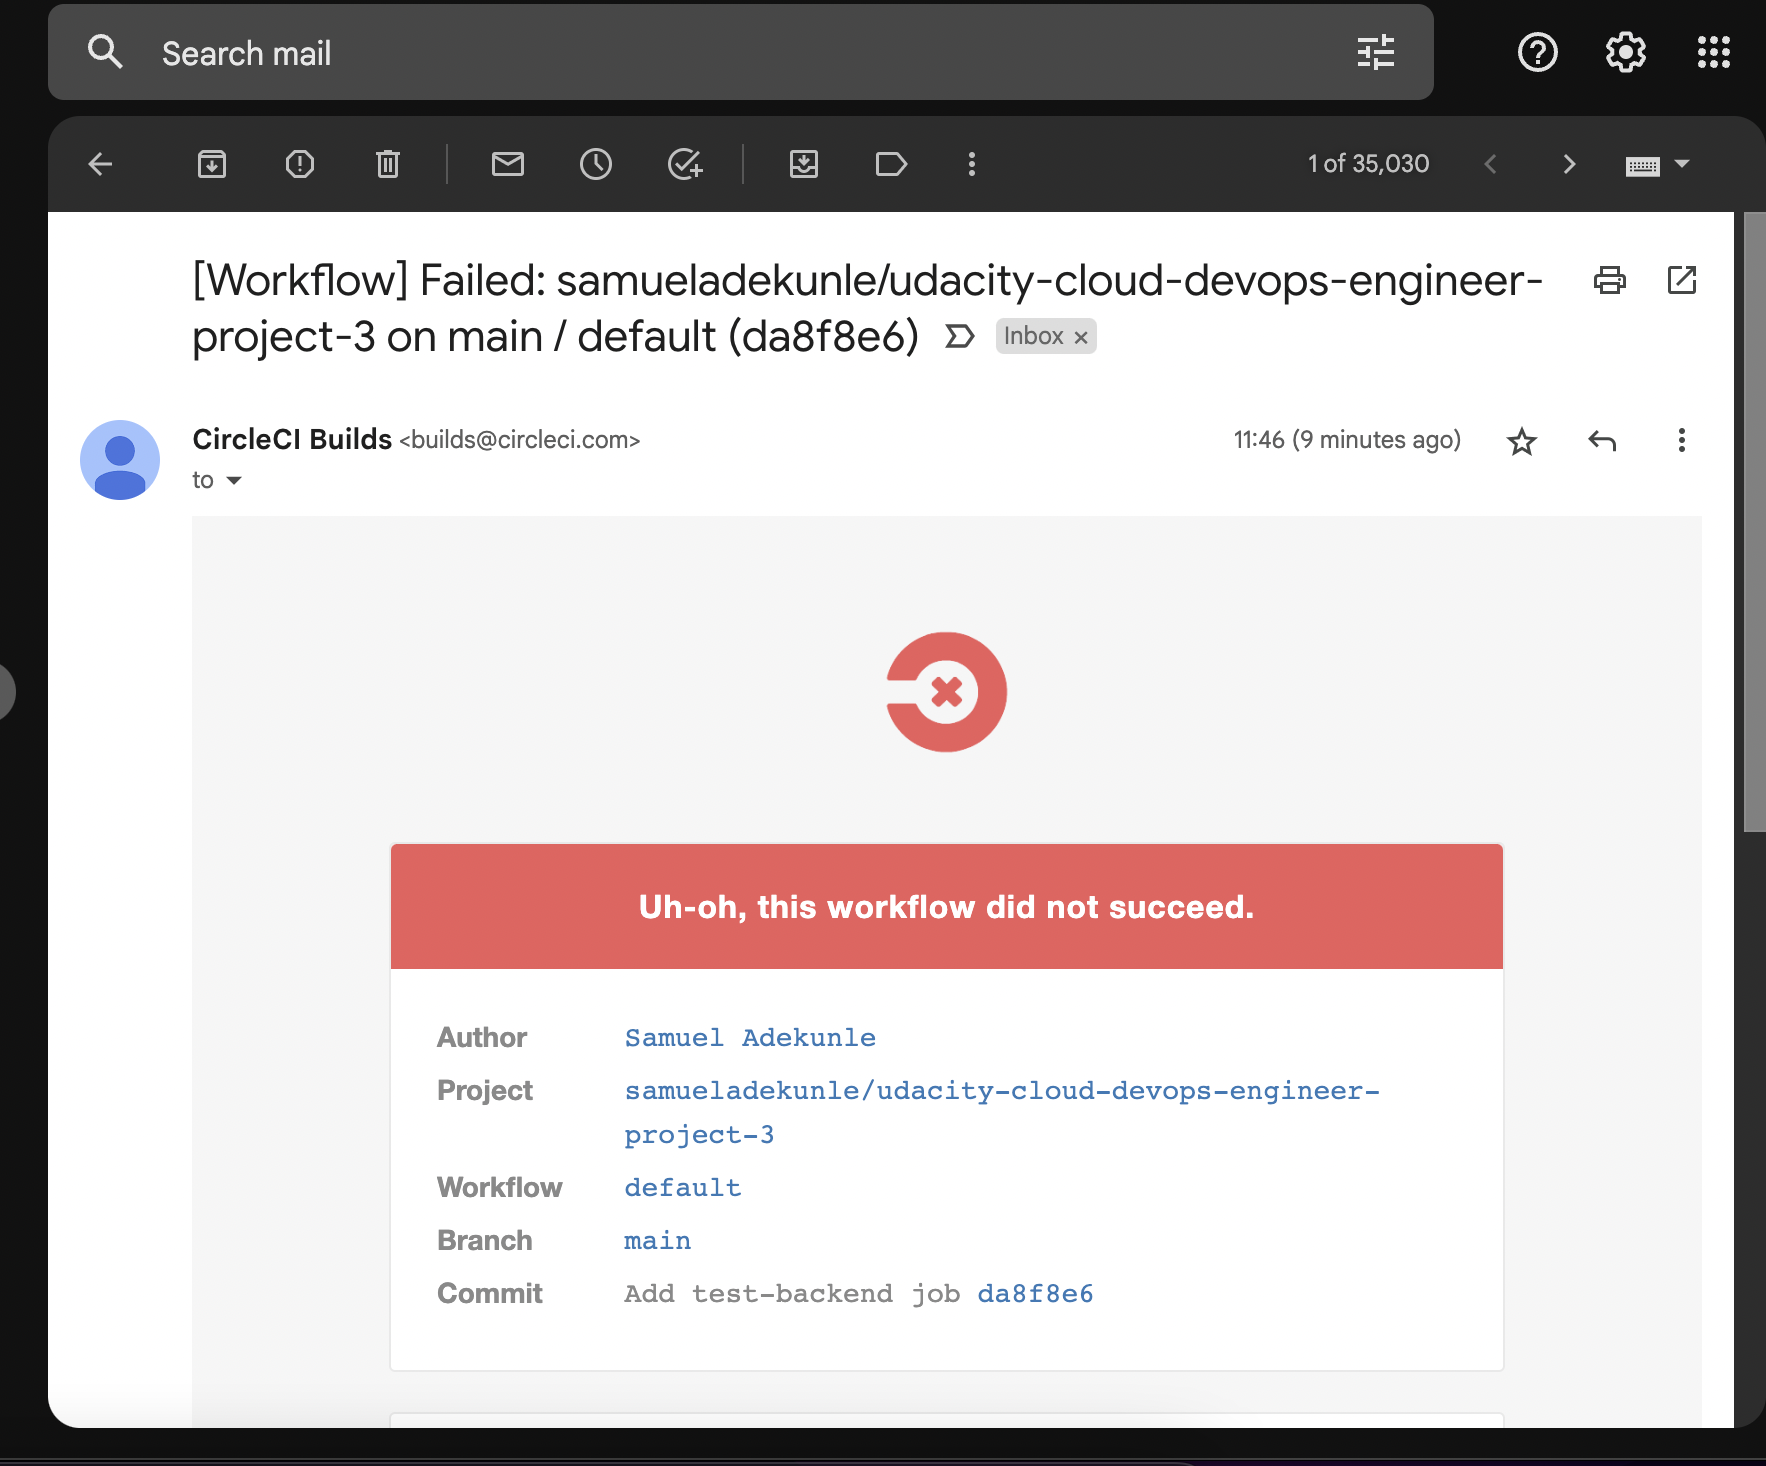 Search mail
1 of 35,030
[Workflow] Failed: samueladekunle/udacity-cloud-devops-engineer-
project-3 on main / default (da8f8e6) Inbox ×
CircleCI Builds <builds@circleci.com>
11:46 (9 minutes ago)
to
Uh-oh, this workflow did not succeed.
Author Samuel Adekunle
Project samueladekunle/udacity-cloud-devops-engineer-
project-3
Workflow default
Branch main
Commit Add test-backend job da8f8e6